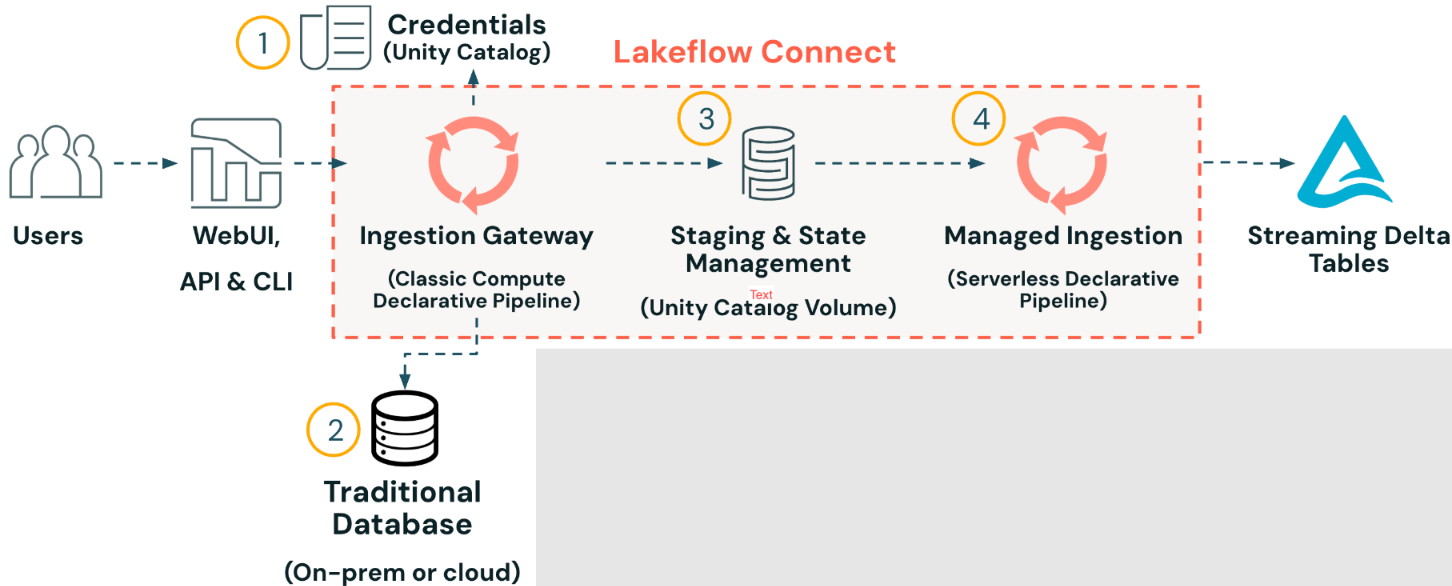 1
Credentials
(Unity Catalog)
Lakeflow Connect
3
4
Users
WebUI,
API & CLI
Ingestion Gateway
(Classic Compute
Declarative Pipeline)
Staging & State
Management
Text
(Unity Catalog Volume)
Managed Ingestion
(Serverless Declarative
Pipeline)
Streaming Delta
Tables
2
Traditional
Database
(On-prem or cloud)